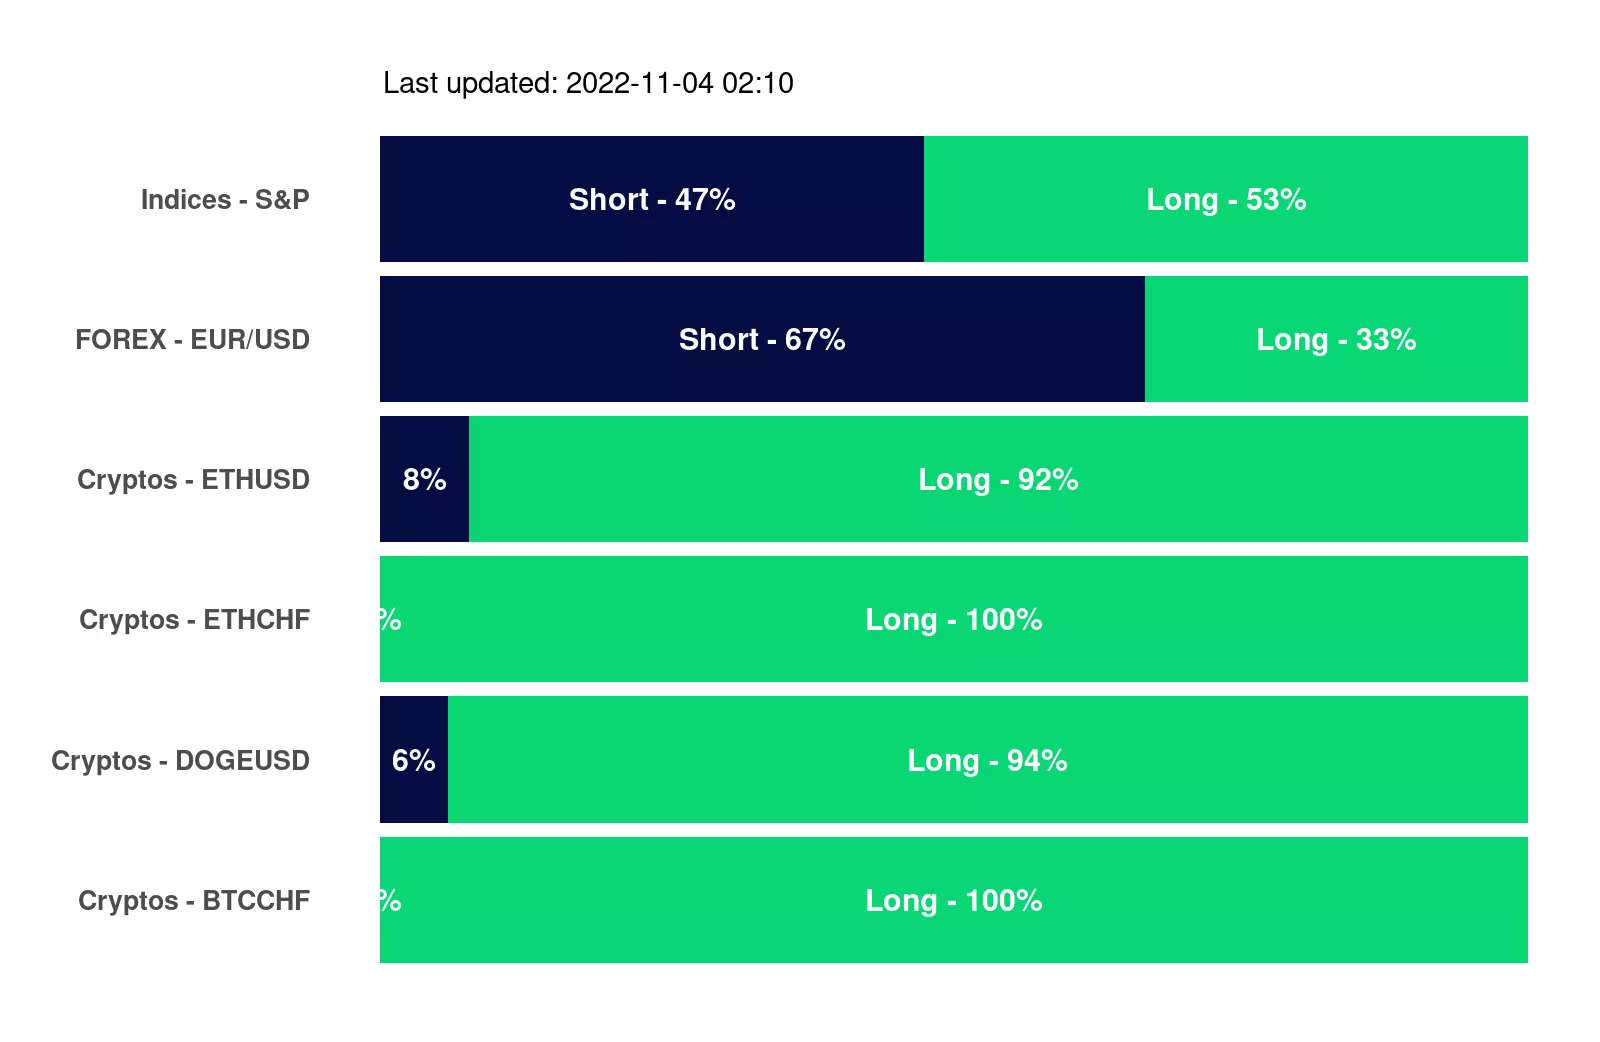 Last updated: 2022-11-04 02:10
Indices - S&P Short - 47% Long - 53%
FOREX - EUR/USD Short - 67% Long - 33%
Cryptos - ETHUSD 8% Long - 92%
Cryptos - ETHCHF % Long - 100%
Cryptos - DOGEUSD 6% Long - 94%
Cryptos - BTCCHF % Long - 100%